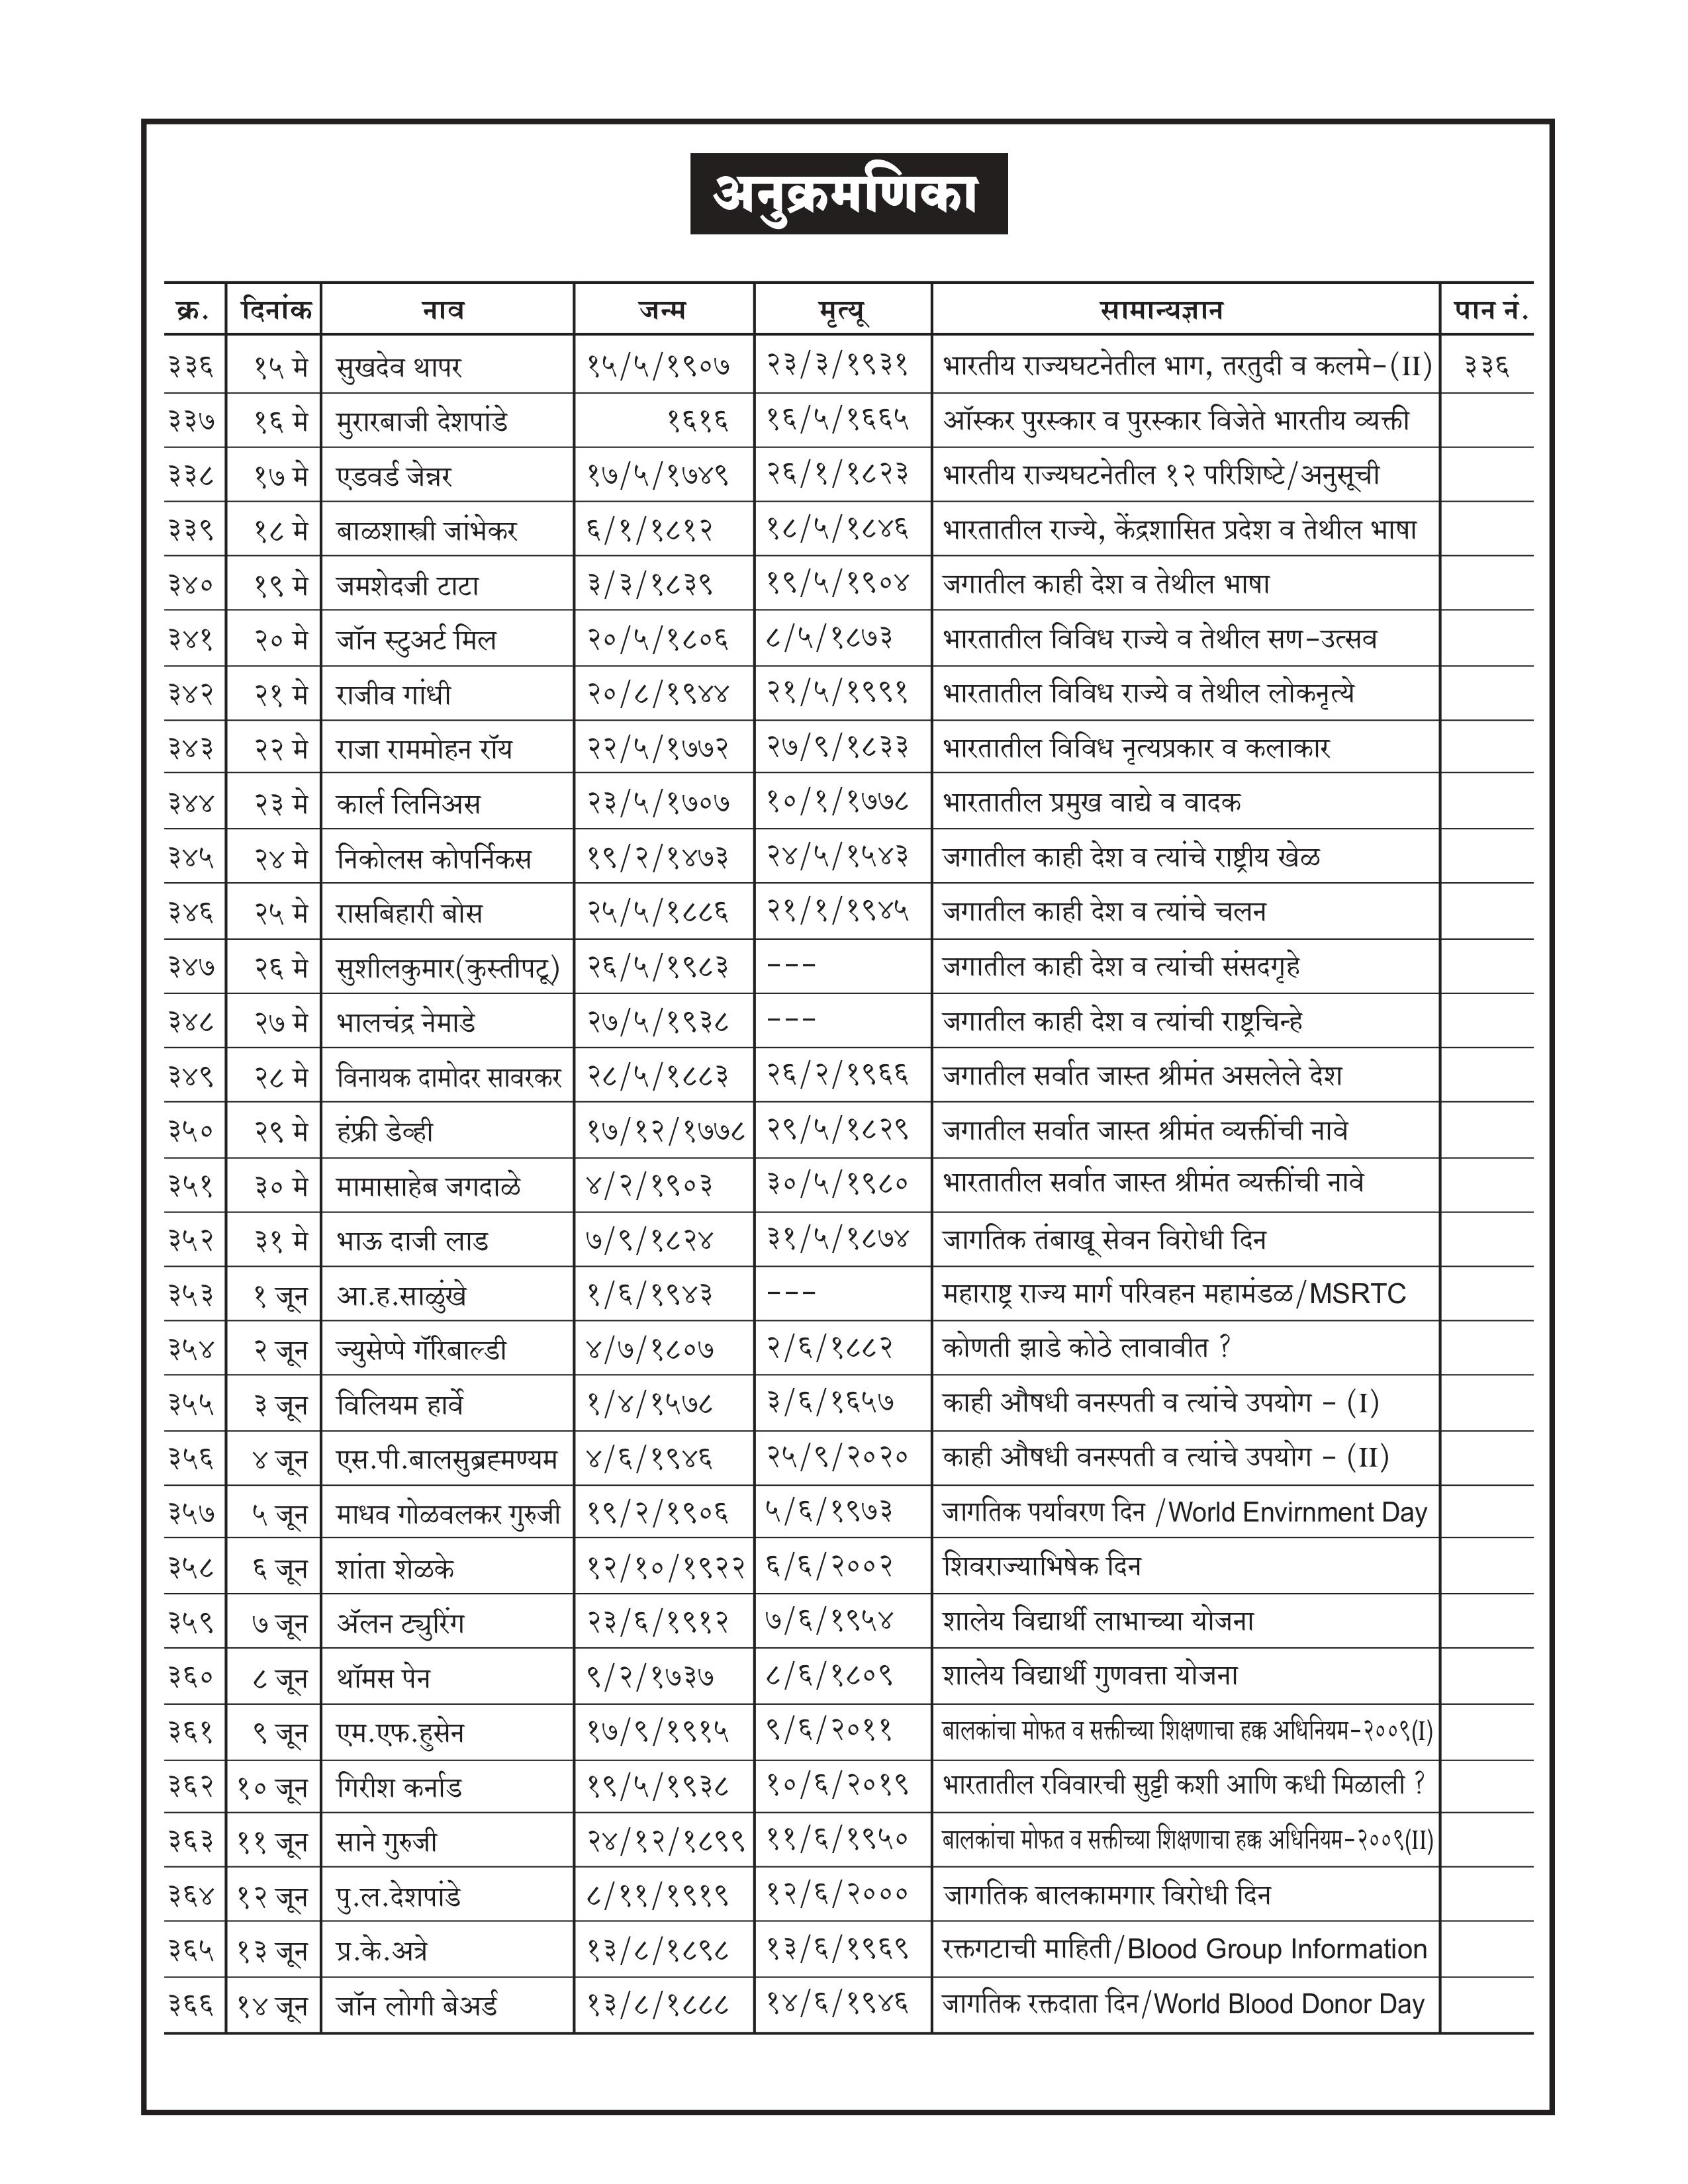 अनुक्रमणिका
क्र. दिनांक नाव जन्म मृत्यू सामान्यज्ञान पान नं.
३३६ १५ मे सुखदेव थापर १५/५/१९०७ २३/३/१९३१ भारतीय राज्यघटनेतील भाग, तरतुदी व कलमे-(II) ३३६
३३७ १६ मे मुरारबाजी देशपांडे १६१६ १६/५/१६६५ ऑस्कर पुरस्कार व पुरस्कार विजेते भारतीय व्यक्ती
३३८ १७ मे एडवर्ड जेन्नर १७/५/१७४९ २६/१/१८२३ भारतीय राज्यघटनेतील १२ परिशिष्टे/अनुसूची
३३९ १८ मे बाळशास्त्री जांभेकर ६/१/१८१२ १८/५/१८४६ भारतातील राज्ये, केंद्रशासित प्रदेश व तेथील भाषा
३४० १९ मे जमशेदजी टाटा ३/३/१८३९ १९/५/१९०४ जगातील काही देश व तेथील भाषा
३४१ २० मे जॉन स्टुअर्ट मिल २०/५/१८०६ ८/५/१८७३ भारतातील विविध राज्ये व तेथील सण-उत्सव
३४२ २१ मे राजीव गांधी २०/८/१९४४ २१/५/१९९१ भारतातील विविध राज्ये व तेथील लोकनृत्ये
३४३ २२ मे राजा राममोहन रॉय २२/५/१७७२ २७/९/१८३३ भारतातील विविध नृत्यप्रकार व कलाकार
३४४ २३ मे कार्ल लिनिअस २३/५/१७०७ १०/१/१७७८ भारतातील प्रमुख वाद्ये व वादक
३४५ २४ मे निकोलस कोपर्निकस १९/२/१४७३ २४/५/१५४३ जगातील काही देश व त्यांचे राष्ट्रीय खेळ
३४६ २५ मे रासबिहारी बोस २५/५/१८८६ २१/१/१९४५ जगातील काही देश व त्यांचे चलन
३४७ २६ मे सुशीलकुमार(कुस्तीपटू) २६/५/१९८३ --- जगातील काही देश व त्यांची संसदगृहे
३४८ २७ मे भालचंद्र नेमाडे २७/५/१९३८ --- जगातील काही देश व त्यांची राष्ट्रचिन्हे
३४९ २८ मे विनायक दामोदर सावरकर २८/५/१८८३ २६/२/१९६६ जगातील सर्वात जास्त श्रीमंत असलेले देश
३५० २९ मे हंफ्री डेव्ही १७/१२/१७७८ २९/५/१८२९ जगातील सर्वात जास्त श्रीमंत व्यक्तींची नावे
३५१ ३० मे मामासाहेब जगदाळे ४/२/१९०३ ३०/५/१९८० भारतातील सर्वात जास्त श्रीमंत व्यक्तींची नावे
३५२ ३१ मे भाऊ दाजी लाड ७/९/१८२४ ३१/५/१८७४ जागतिक तंबाखू सेवन विरोधी दिन
३५३ १ जून आ.ह.साळुंखे १/६/१९४३ --- महाराष्ट्र राज्य मार्ग परिवहन महामंडळ/MSRTC
३५४ २ जून ज्युसेप्पे गॅरिबाल्डी ४/७/१८०७ २/६/१८८२ कोणती झाडे कोठे लावावीत ?
३५५ ३ जून विलियम हार्वे १/४/१५७८ ३/६/१६५७ काही औषधी वनस्पती व त्यांचे उपयोग - (I)
३५६ ४ जून एस.पी.बालसुब्रह्मण्यम ४/६/१९४६ २५/९/२०२० काही औषधी वनस्पती व त्यांचे उपयोग - (II)
३५७ ५ जून माधव गोळवलकर गुरुजी १९/२/१९०६ ५/६/१९७३ जागतिक पर्यावरण दिन /World Envirnment Day
३५८ ६ जून शांता शेळके १२/१०/१९२२ ६/६/२००२ शिवराज्याभिषेक दिन
३५९ ७ जून ॲलन ट्युरिंग २३/६/१९१२ ७/६/१९५४ शालेय विद्यार्थी लाभाच्या योजना
३६० ८ जून थॉमस पेन ९/२/१७३७ ८/६/१८०९ शालेय विद्यार्थी गुणवत्ता योजना
३६१ ९ जून एम.एफ.हुसेन १७/९/१९१५ ९/६/२०११ बालकांचा मोफत व सक्तीच्या शिक्षणाचा हक्क अधिनियम-२००९(I)
३६२ १० जून गिरीश कर्नाड १९/५/१९३८ १०/६/२०१९ भारतातील रविवारची सुट्टी कशी आणि कधी मिळाली ?
३६३ ११ जून साने गुरुजी २४/१२/१८९९ ११/६/१९५० बालकांचा मोफत व सक्तीच्या शिक्षणाचा हक्क अधिनियम-२००९(II)
३६४ १२ जून पु.ल.देशपांडे ८/११/१९१९ १२/६/२००० जागतिक बालकामगार विरोधी दिन
३६५ १३ जून प्र.के.अत्रे १३/८/१८९८ १३/६/१९६९ रक्तगटाची माहिती/Blood Group Information
३६६ १४ जून जॉन लोगी बेअर्ड १३/८/१८८८ १४/६/१९४६ जागतिक रक्तदाता दिन/World Blood Donor Day